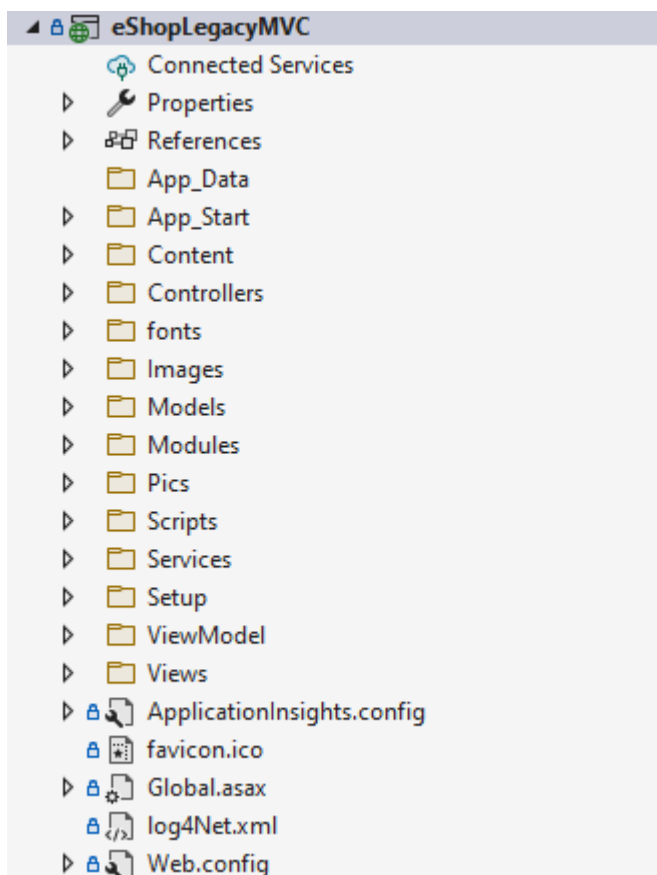 eShopLegacyMVC
Connected Services
Properties
References
App_Data
App_Start
Content
Controllers
fonts
Images
Models
Modules
Pics
Scripts
Services
Setup
ViewModel
Views
ApplicationInsights.config
favicon.ico
Global.asax
log4Net.xml
Web.config